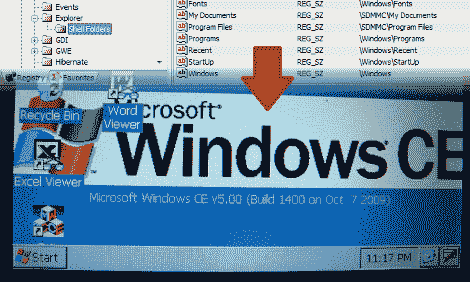 Events
Explorer
Shell Folders
GDI
GWE
Hibernate
Registry Favorites
Fonts REG_SZ \Windows\Fonts
My Documents REG_SZ \SDMMC\My Documents
Program Files REG_SZ \SDMMC\Program Files
Programs REG_SZ \Windows\Programs
Recent REG_SZ \Windows\Recent
StartUp REG_SZ \Windows\StartUp
Windows REG_SZ \Windows
Recycle Bin
Word Viewer
crosoft®
Windows CE
Excel Viewer
Microsoft Windows CE v5.00 (Build 1400 on Oct 7 2009)
Start
11:17 PM